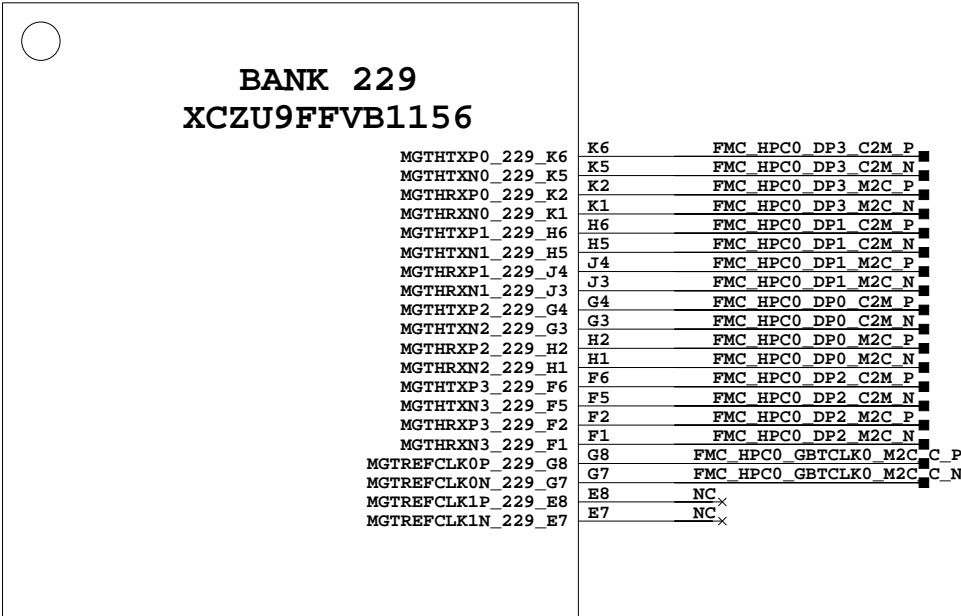 BANK 229
XCZU9FFVB1156
MGTHTXP0_229_K6 K6 FMC_HPC0_DP3_C2M_P
MGTHTXN0_229_K5 K5 FMC_HPC0_DP3_C2M_N
MGTHRXP0_229_K2 K2 FMC_HPC0_DP3_M2C_P
MGTHRXN0_229_K1 K1 FMC_HPC0_DP3_M2C_N
MGTHTXP1_229_H6 H6 FMC_HPC0_DP1_C2M_P
MGTHTXN1_229_H5 H5 FMC_HPC0_DP1_C2M_N
MGTHRXP1_229_J4 J4 FMC_HPC0_DP1_M2C_P
MGTHRXN1_229_J3 J3 FMC_HPC0_DP1_M2C_N
MGTHTXP2_229_G4 G4 FMC_HPC0_DP0_C2M_P
MGTHTXN2_229_G3 G3 FMC_HPC0_DP0_C2M_N
MGTHRXP2_229_H2 H2 FMC_HPC0_DP0_M2C_P
MGTHRXN2_229_H1 H1 FMC_HPC0_DP0_M2C_N
MGTHTXP3_229_F6 F6 FMC_HPC0_DP2_C2M_P
MGTHTXN3_229_F5 F5 FMC_HPC0_DP2_C2M_N
MGTHRXP3_229_F2 F2 FMC_HPC0_DP2_M2C_P
MGTHRXN3_229_F1 F1 FMC_HPC0_DP2_M2C_N
MGTREFCLK0P_229_G8 G8 FMC_HPC0_GBTCLK0_M2C_C_P
MGTREFCLK0N_229_G7 G7 FMC_HPC0_GBTCLK0_M2C_C_N
MGTREFCLK1P_229_E8 E8 NC
MGTREFCLK1N_229_E7 E7 NC